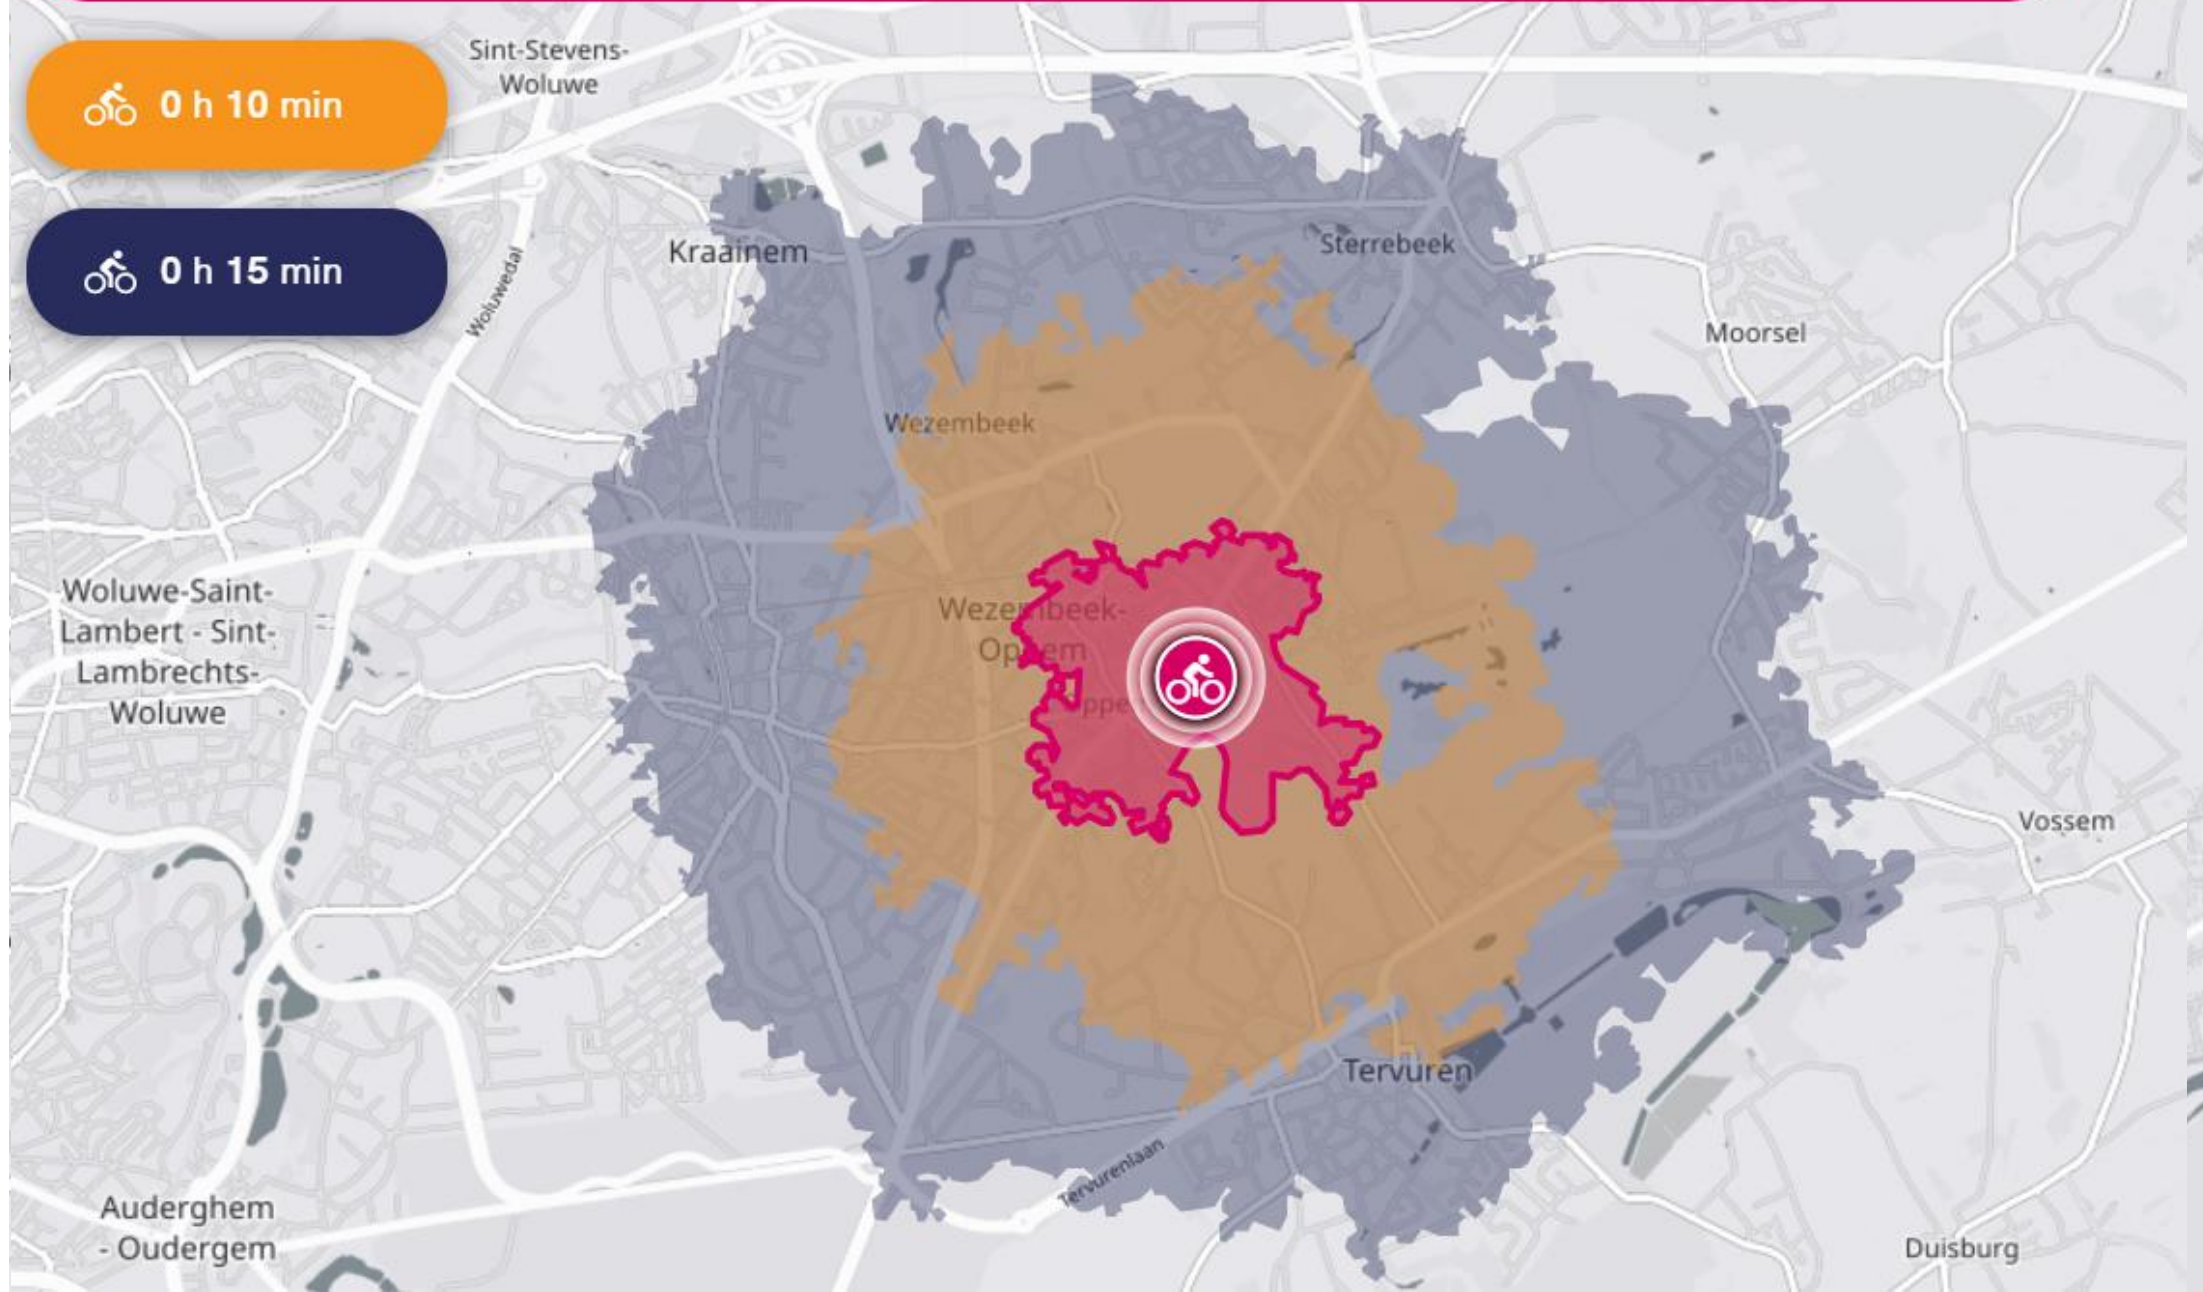 Sint-Stevens-
Woluwe
0 h 10 min
0 h 15 min
Kraainem
Sterrebeek
Woluwedal
Moorsel
Wezembeek
Woluwe-Saint-
Lambert - Sint-
Lambrechts-
Woluwe
Wezembeek-
Oppem
Vossem
Tervuren
Tervurenlaan
Auderghem
- Oudergem
Duisburg